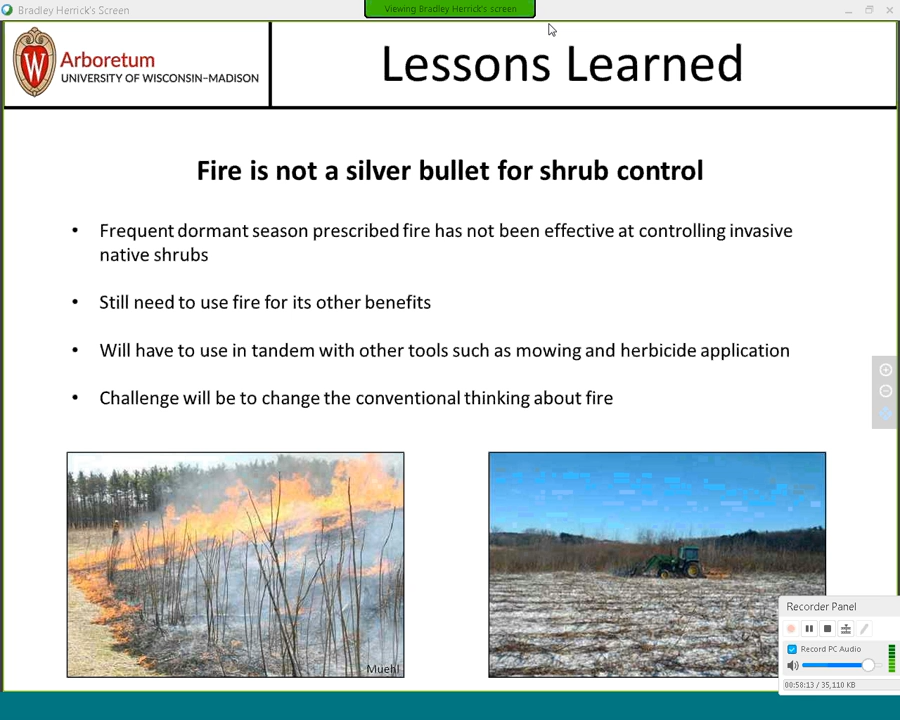 Bradley Herrick's Screen
Viewing Bradley Herrick's screen
W
Arboretum
UNIVERSITY OF WISCONSIN–MADISON
Lessons Learned
Fire is not a silver bullet for shrub control
• Frequent dormant season prescribed fire has not been effective at controlling invasive
native shrubs
• Still need to use fire for its other benefits
• Will have to use in tandem with other tools such as mowing and herbicide application
• Challenge will be to change the conventional thinking about fire
Muehl
Recorder Panel
Record PC Audio
00:58:13 / 35,110 KB